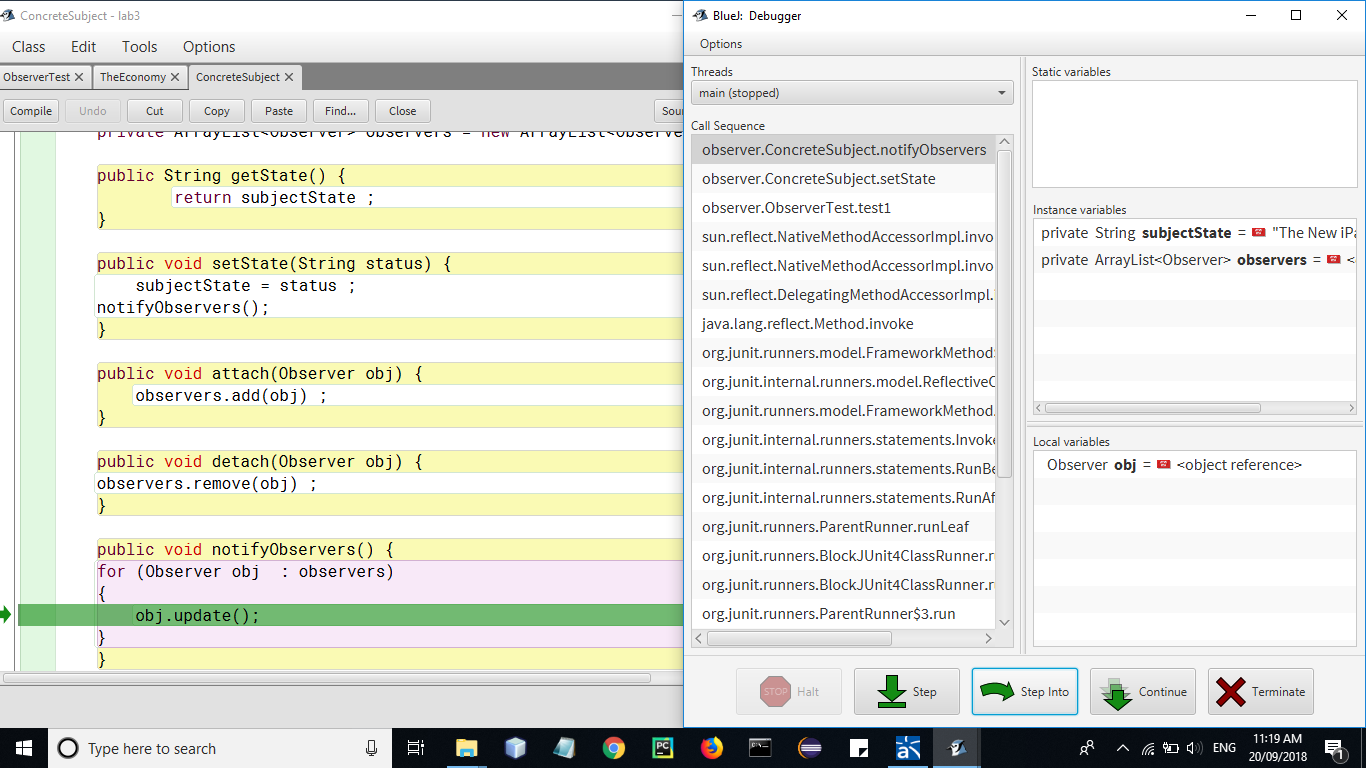 ConcreteSubject - lab3
Class Edit Tools Options
ObserverTest TheEconomy ConcreteSubject
Compile Undo Cut Copy Paste Find... Close Sou
private ArrayList<Observer> observers = new ArrayList<Observe
public String getState() {
return subjectState ;
}
public void setState(String status) {
subjectState = status ;
notifyObservers();
}
public void attach(Observer obj) {
observers.add(obj) ;
}
public void detach(Observer obj) {
observers.remove(obj) ;
}
public void notifyObservers() {
for (Observer obj  : observers)
{
obj.update();
}
}
BlueJ: Debugger
Options
Threads
main (stopped)
Call Sequence
observer.ConcreteSubject.notifyObservers
observer.ConcreteSubject.setState
observer.ObserverTest.test1
sun.reflect.NativeMethodAccessorImpl.invo
sun.reflect.NativeMethodAccessorImpl.invo
sun.reflect.DelegatingMethodAccessorImpl.
java.lang.reflect.Method.invoke
org.junit.runners.model.FrameworkMethod
org.junit.internal.runners.model.ReflectiveC
org.junit.runners.model.FrameworkMethod.
org.junit.internal.runners.statements.Invoke
org.junit.internal.runners.statements.RunBe
org.junit.internal.runners.statements.RunAf
org.junit.runners.ParentRunner.runLeaf
org.junit.runners.BlockJUnit4ClassRunner.r
org.junit.runners.BlockJUnit4ClassRunner.r
org.junit.runners.ParentRunner$3.run
Static variables
Instance variables
private String subjectState = "The New iPa
private ArrayList<Observer> observers = <
Local variables
Observer obj = <object reference>
STOP Halt Step Step Into Continue Terminate
Type here to search
PC
ENG
11:19 AM
20/09/2018
1